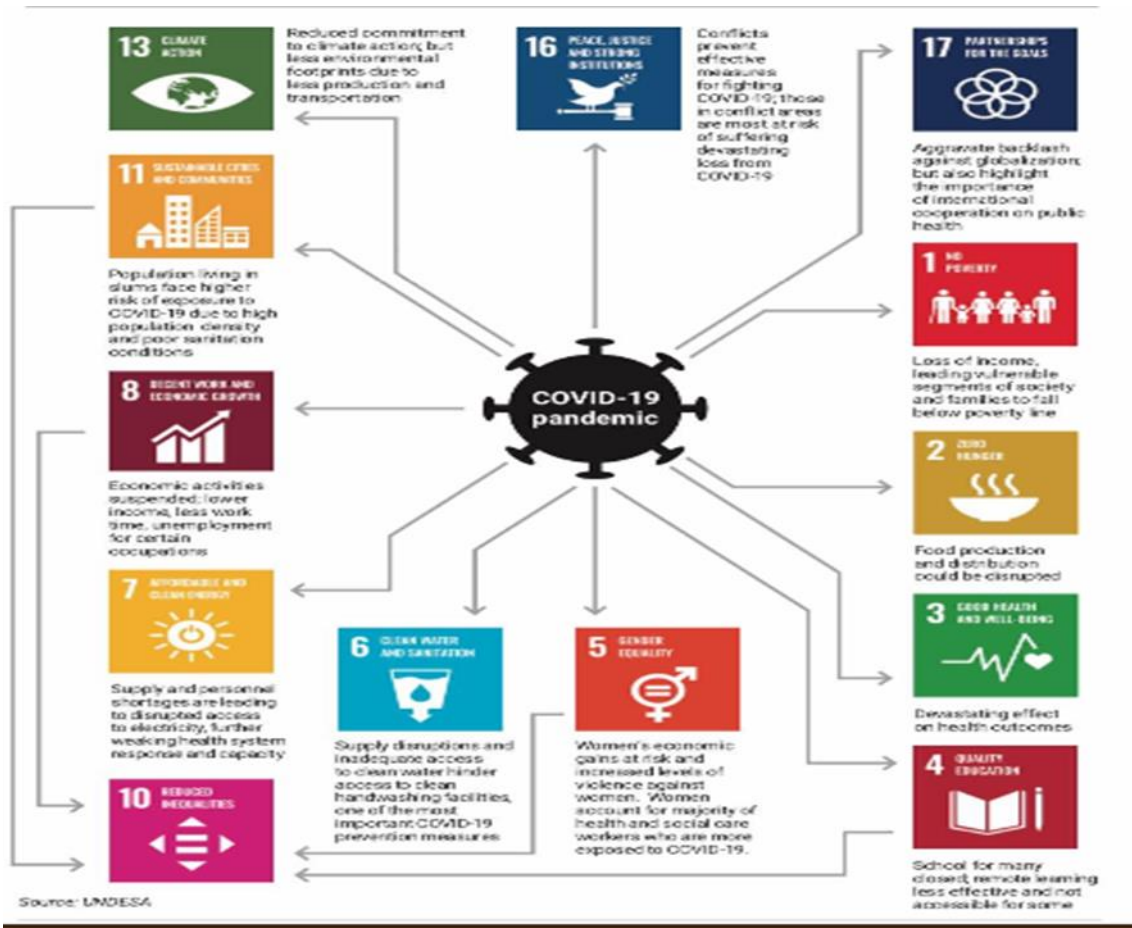 13 CLIMATE
ACTION
Reduced commitment
to climate action; but
less environmental
footprints due to
less production and
transportation
16 PEACE, JUSTICE
AND STRONG
INSTITUTIONS
Conflicts
prevent
effective
measures
for fighting
COVID-19; those
in conflict areas
are most at risk
of suffering
devastating
loss from
COVID-19
17 PARTNERSHIPS
FOR THE GOALS
Aggravate backlash
against globalization;
but also highlight
the importance
of international
cooperation on public
health
11 SUSTAINABLE CITIES
AND COMMUNITIES
Population living in
slums face higher
risk of exposure to
COVID-19 due to high
population density
and poor sanitation
conditions
1 NO
POVERTY
Loss of income,
leading vulnerable
segments of society
and families to fall
below poverty line
COVID-19
pandemic
8 DECENT WORK AND
ECONOMIC GROWTH
Economic activities
suspended; lower
income, less work
time, unemployment
for certain
occupations
2 ZERO
HUNGER
Food production
and distribution
could be disrupted
7 AFFORDABLE AND
CLEAN ENERGY
Supply and personnel
shortages are leading
to disrupted access
to electricity, further
weaking health system
response and capacity
6 CLEAN WATER
AND SANITATION
Supply disruptions and
inadequate access
to clean water hinder
access to clean
handwashing facilities,
one of the most
important COVID-19
prevention measures
5 GENDER
EQUALITY
Women's economic
gains at risk and
increased levels of
violence against
women. Women
account for majority of
health and social care
workers who are more
exposed to COVID-19.
3 GOOD HEALTH
AND WELL-BEING
Devastating effect
on health outcomes
4 QUALITY
EDUCATION
School for many
closed; remote learning
less effective and not
accessible for some
10 REDUCED
INEQUALITIES
Source: UNDESA